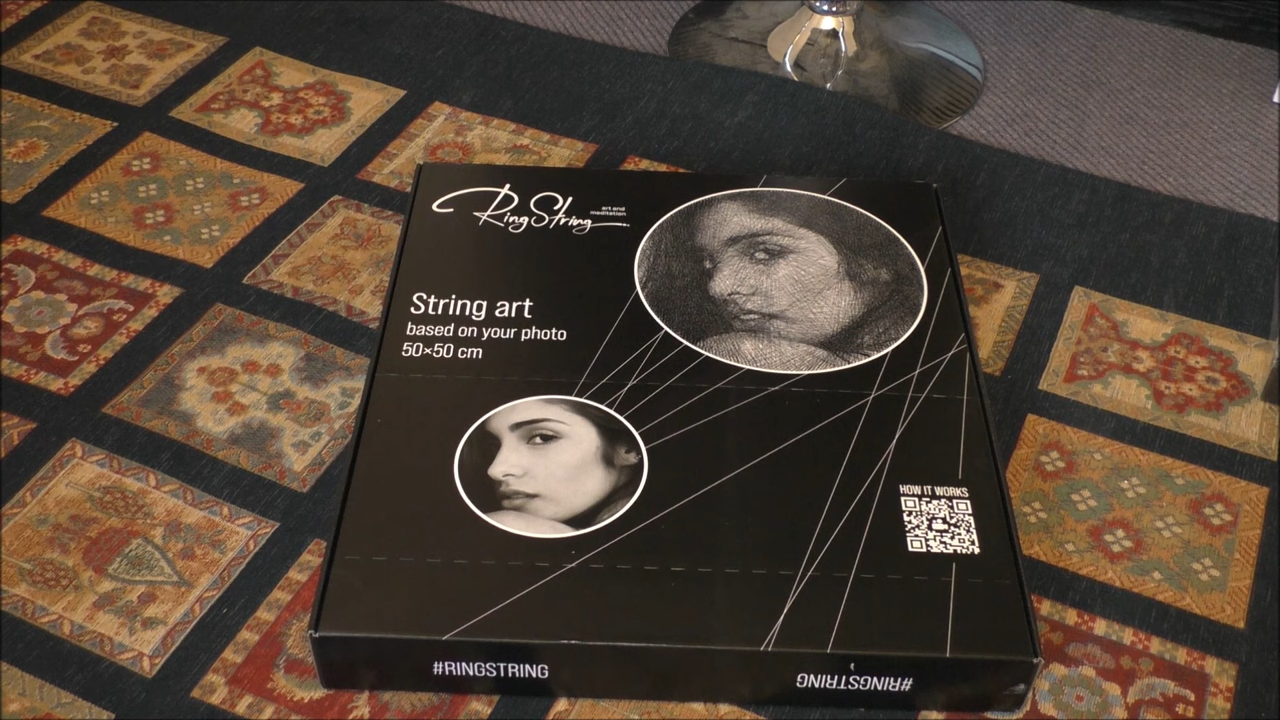 RingString
art and
meditation
String art
based on your photo
50×50 cm
HOW IT WORKS
#RINGSTRING
#RINGSTRING